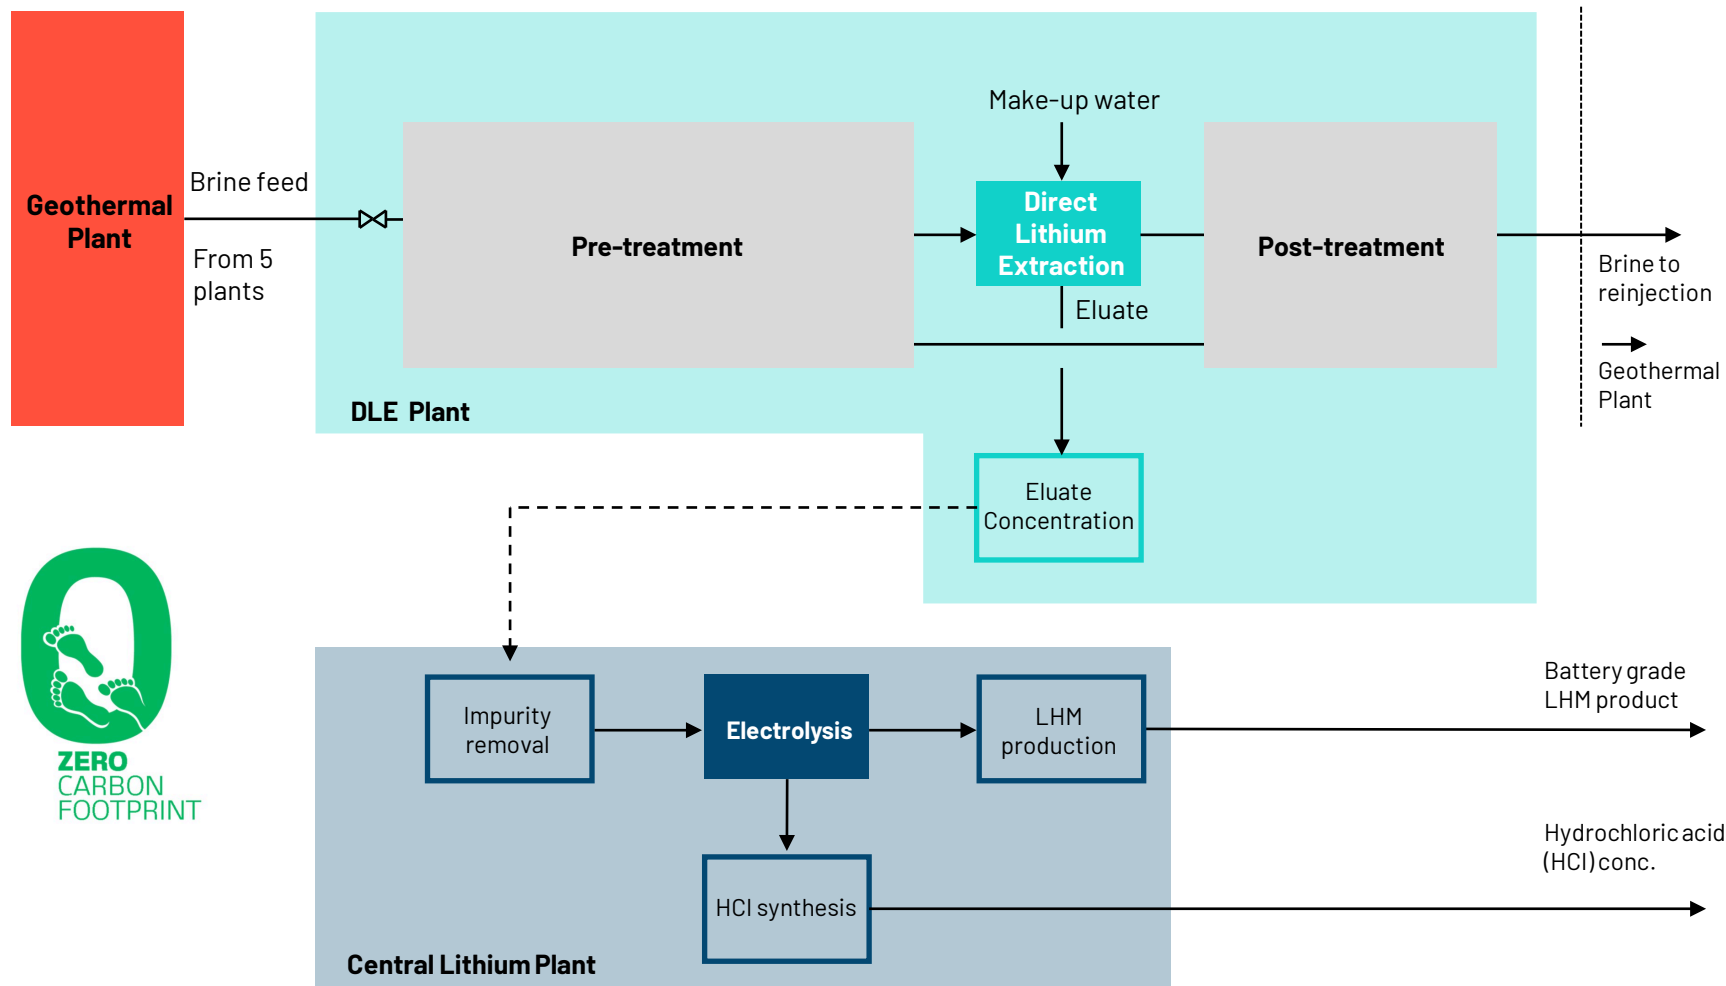 Geothermal
Plant
Brine feed
From 5
plants
Pre-treatment
Make-up water
Direct
Lithium
Extraction
Eluate
Post-treatment
Brine to
reinjection
Geothermal
Plant
DLE Plant
Eluate
Concentration
ZERO
CARBON
FOOTPRINT
Impurity
removal
Electrolysis
LHM
production
Battery grade
LHM product
HCl synthesis
Hydrochloric acid
(HCl) conc.
Central Lithium Plant